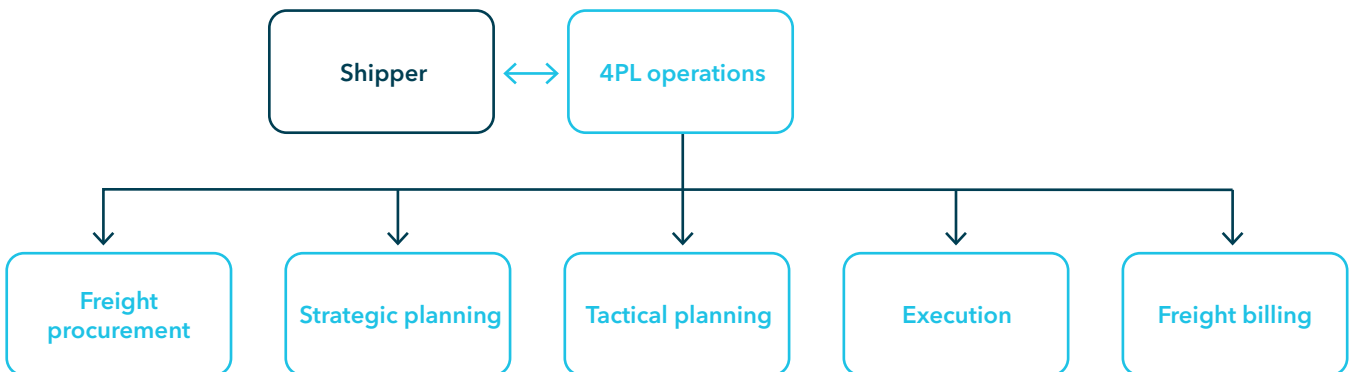 Shipper
4PL operations
Freight
procurement
Strategic planning
Tactical planning
Execution
Freight billing